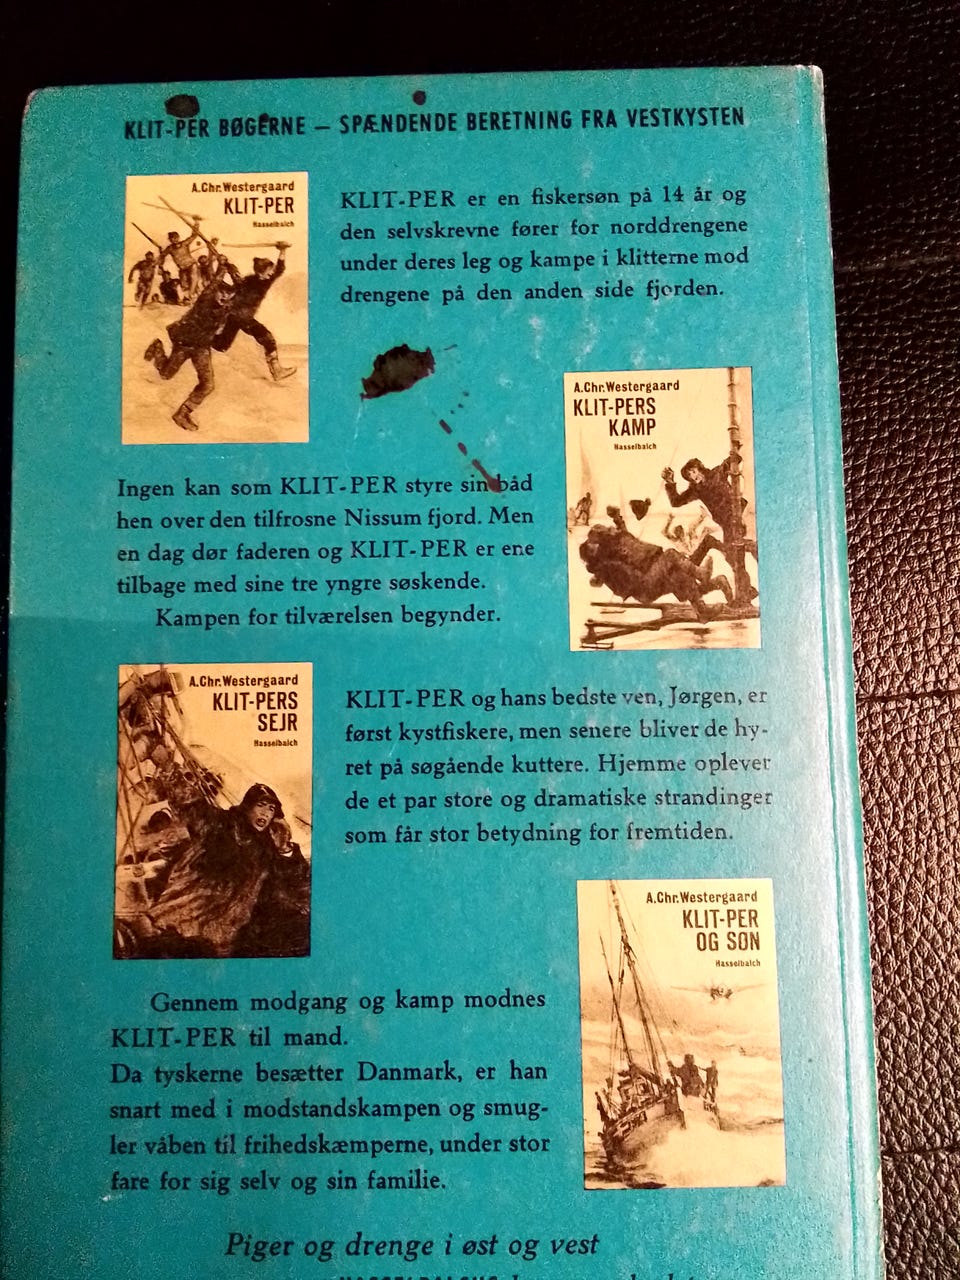 KLIT-PER BØGERNE – SPÆNDENDE BERETNING FRA VESTKYSTEN
A.Chr.Westergaard
KLIT-PER
Hasselbalch
KLIT-PER er en fiskersøn på 14 år og
den selvskrevne fører for norddrengene
under deres leg og kampe i klitterne mod
drengene på den anden side fjorden.
A.Chr.Westergaard
KLIT-PERS
KAMP
Hasselbalch
Ingen kan som KLIT-PER styre sin båd
hen over den tilfrosne Nissum fjord. Men
en dag dør faderen og KLIT-PER er ene
tilbage med sine tre yngre søskende.
Kampen for tilværelsen begynder.
A.Chr.Westergaard
KLIT-PERS
SEJR
Hasselbalch
KLIT-PER og hans bedste ven, Jørgen, er
først kystfiskere, men senere bliver de hy-
ret på søgående kuttere. Hjemme oplever
de et par store og dramatiske strandinger
som får stor betydning for fremtiden.
A.Chr.Westergaard
KLIT-PER
OG SØN
Hasselbalch
Gennem modgang og kamp modnes
KLIT-PER til mand.
Da tyskerne besætter Danmark, er han
snart med i modstandskampen og smug-
ler våben til frihedskæmperne, under stor
fare for sig selv og sin familie.
Piger og drenge i øst og vest